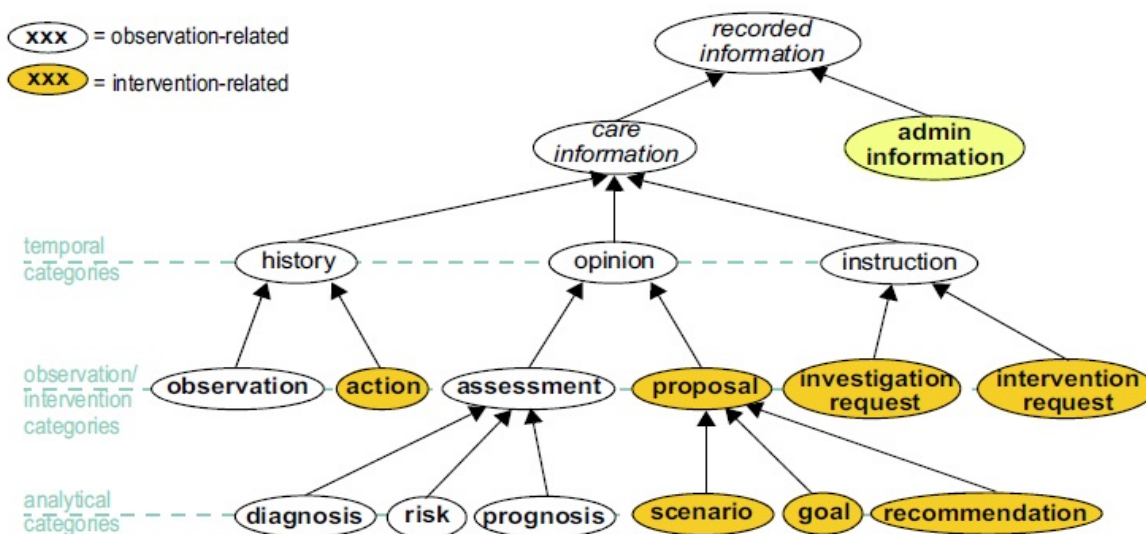 xxx = observation-related
xxx = intervention-related
recorded
information
care
information
admin
information
temporal
categories
history
opinion
instruction
observation/
intervention
categories
observation
action
assessment
proposal
investigation
request
intervention
request
analytical
categories
diagnosis
risk
prognosis
scenario
goal
recommendation